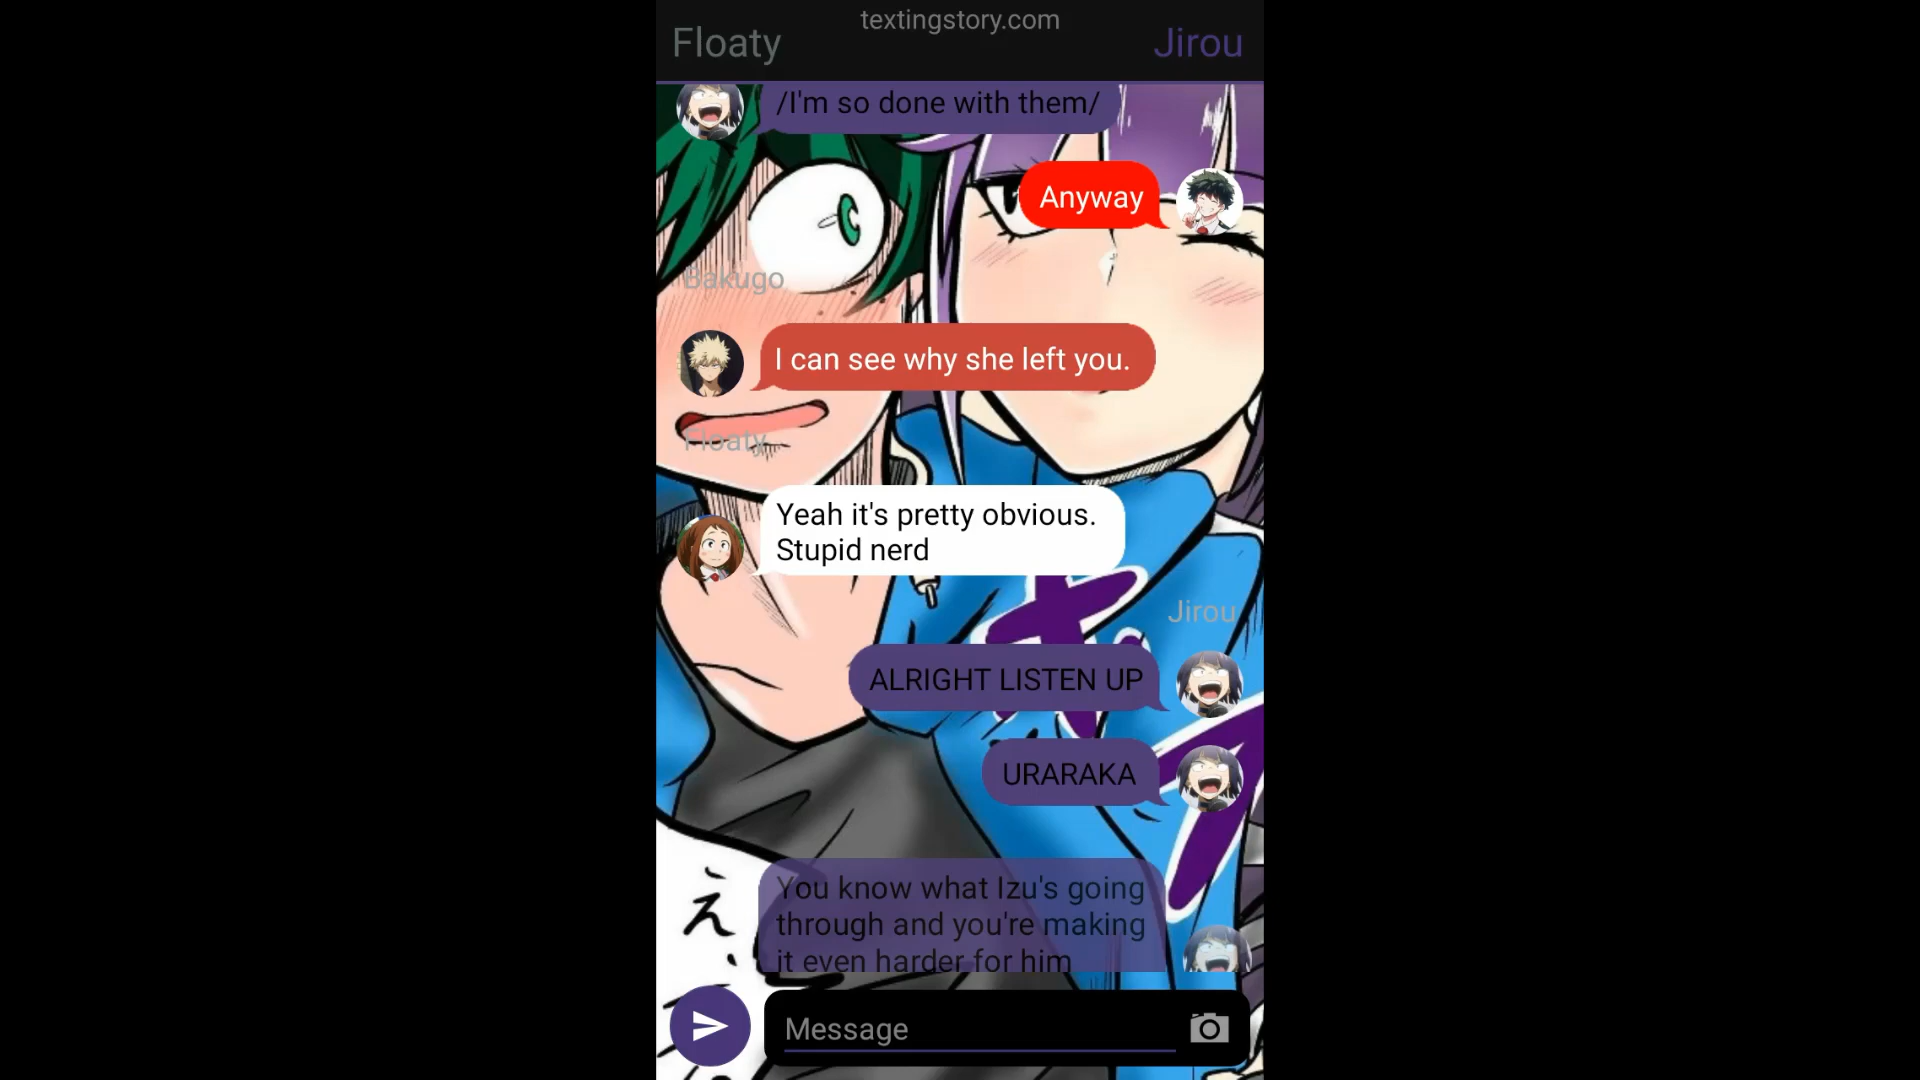 textingstory.com
Floaty
Jirou
/I'm so done with them/
Anyway
Bakugo
I can see why she left you.
Floaty
Yeah it's pretty obvious.
Stupid nerd
Jirou
ALRIGHT LISTEN UP
URARAKA
You know what Izu's going
through and you're making
it even harder for him
え、
Message